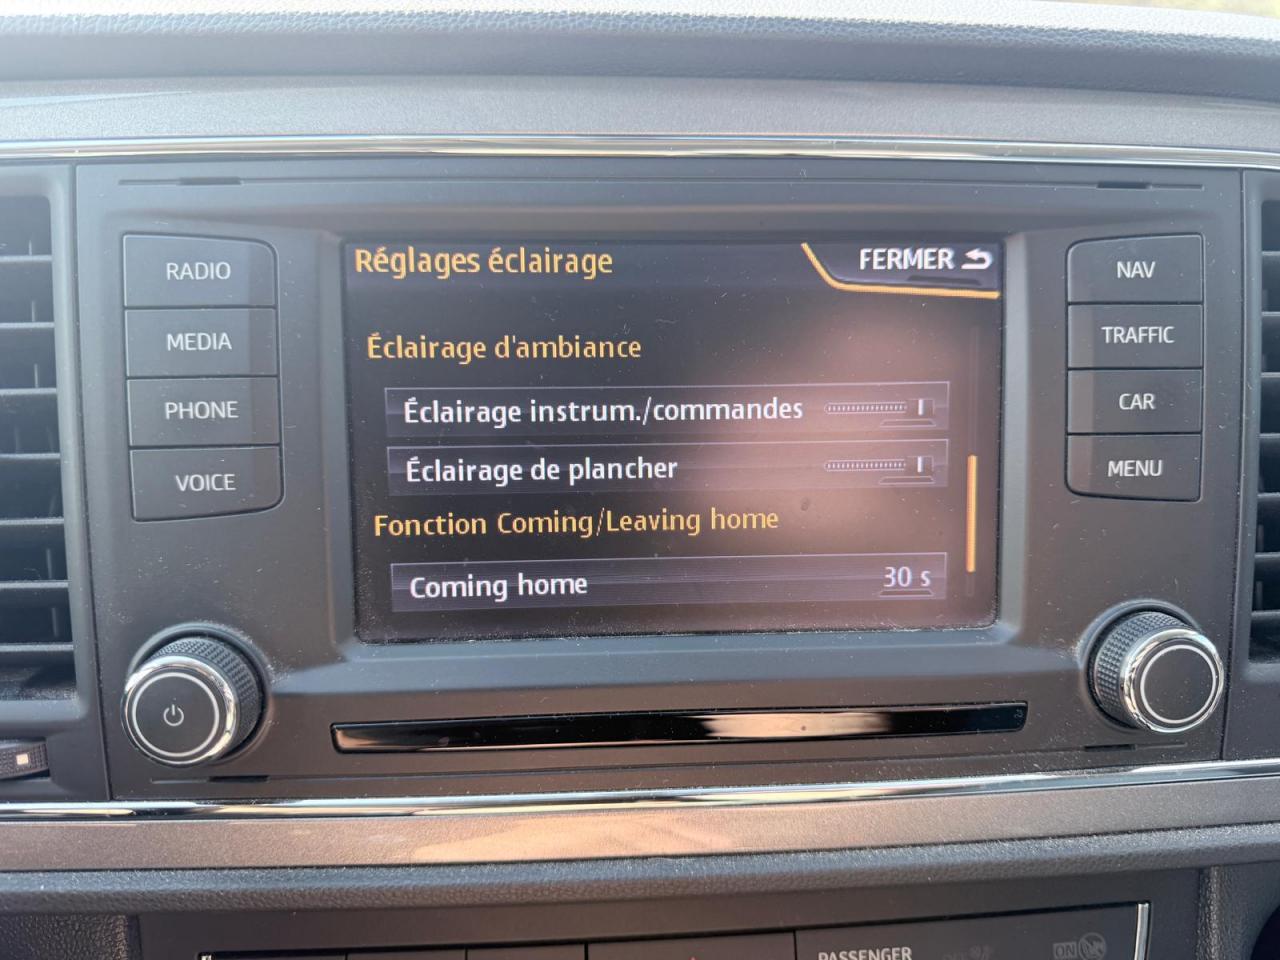 Réglages éclairage
FERMER
Éclairage d'ambiance
Éclairage instrum./commandes
Éclairage de plancher
Fonction Coming/Leaving home
Coming home 30 s
RADIO
MEDIA
PHONE
VOICE
NAV
TRAFFIC
CAR
MENU
PASSENGER
ON